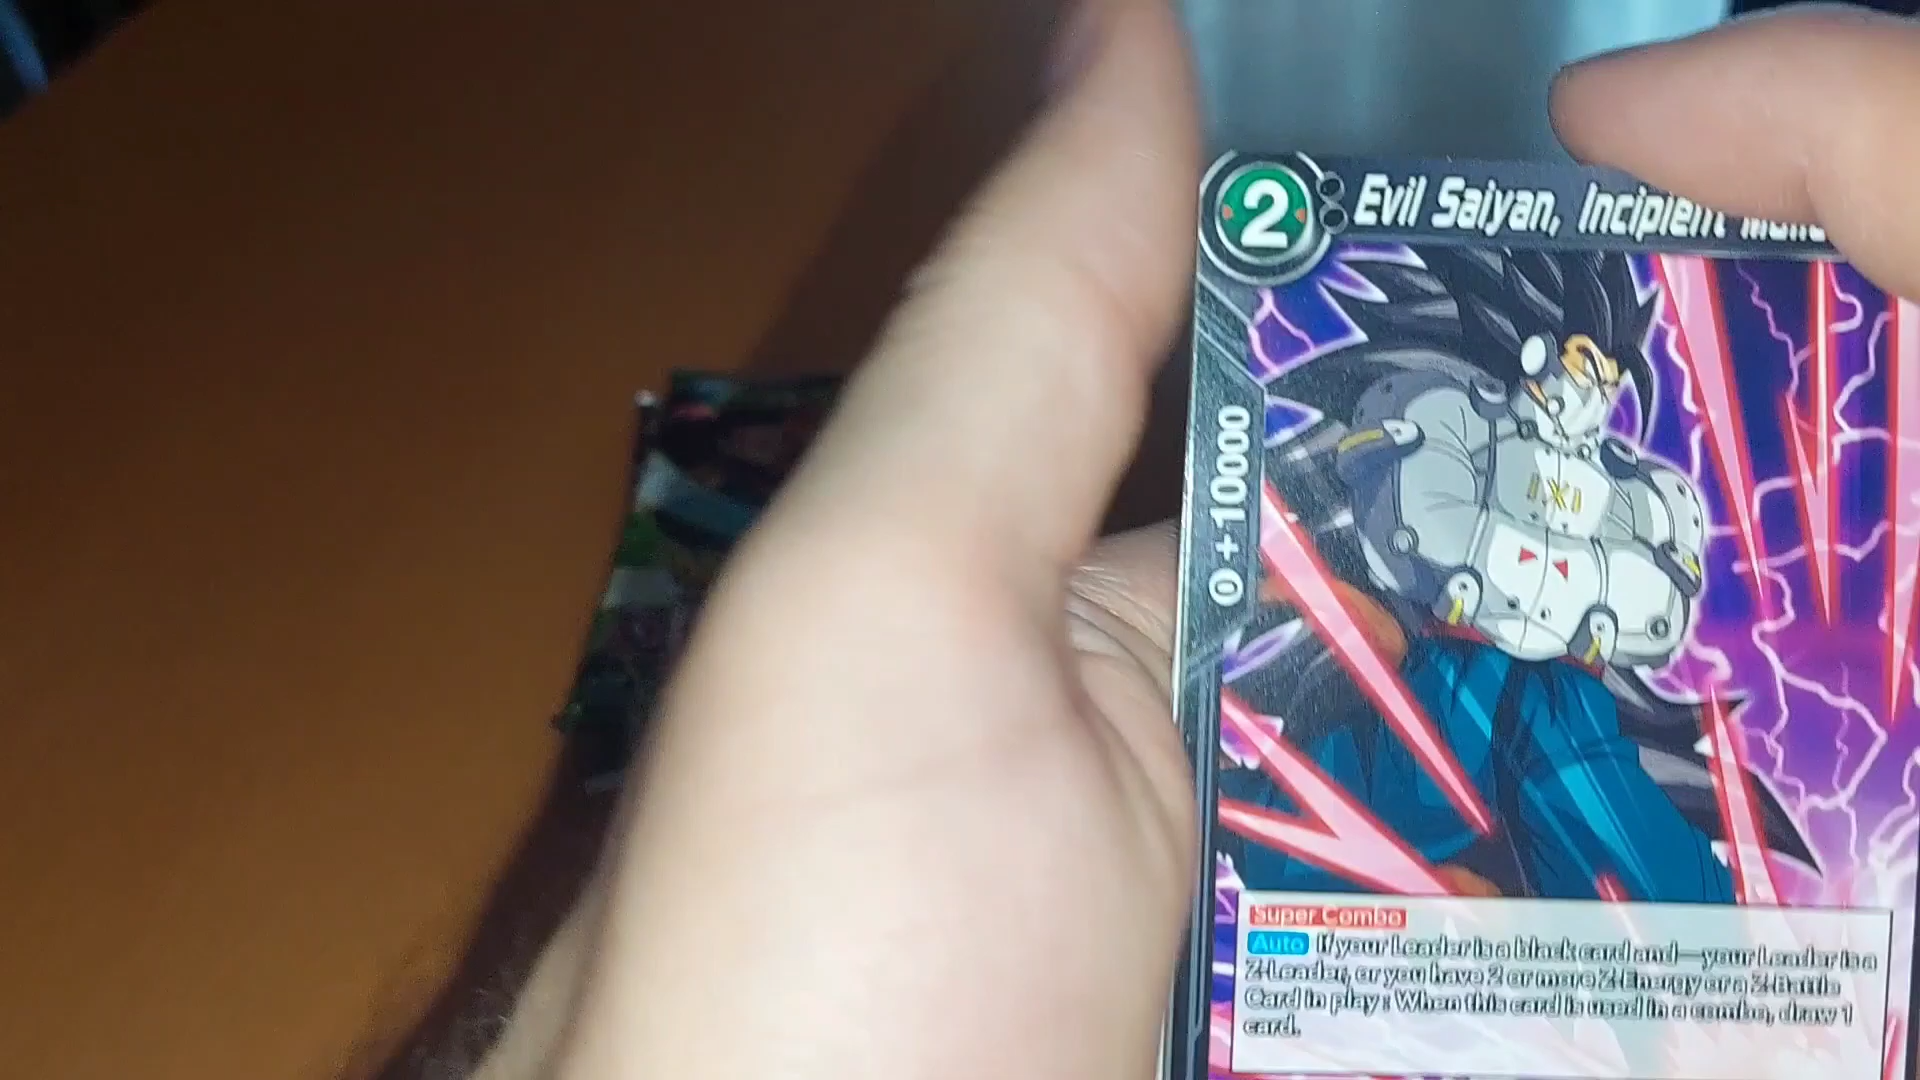 2
Evil Saiyan, Incipient
0 +10000
IXI
Super Combo
Auto If your Leader is a black card and—your Leader is a
Z-Leader, or you have 2 or more Z-Energy or a Z-Battle
Card in play : When this card is used in a combo, draw 1
card.